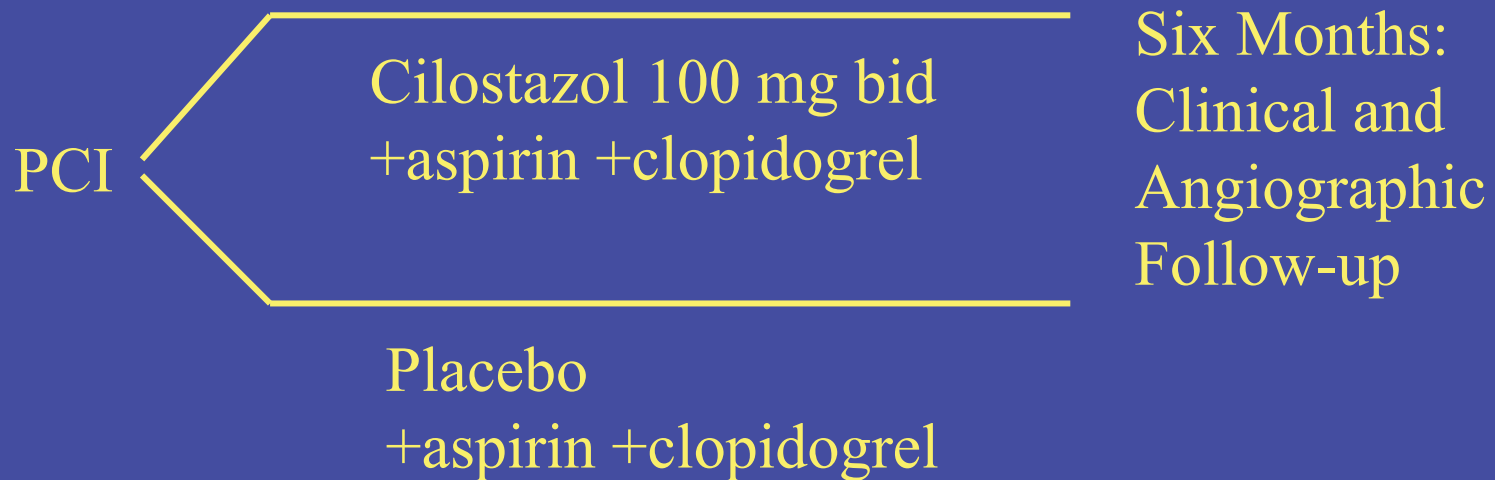 PCI
Cilostazol 100 mg bid
+aspirin +clopidogrel
Placebo
+aspirin +clopidogrel
Six Months:
Clinical and
Angiographic
Follow-up